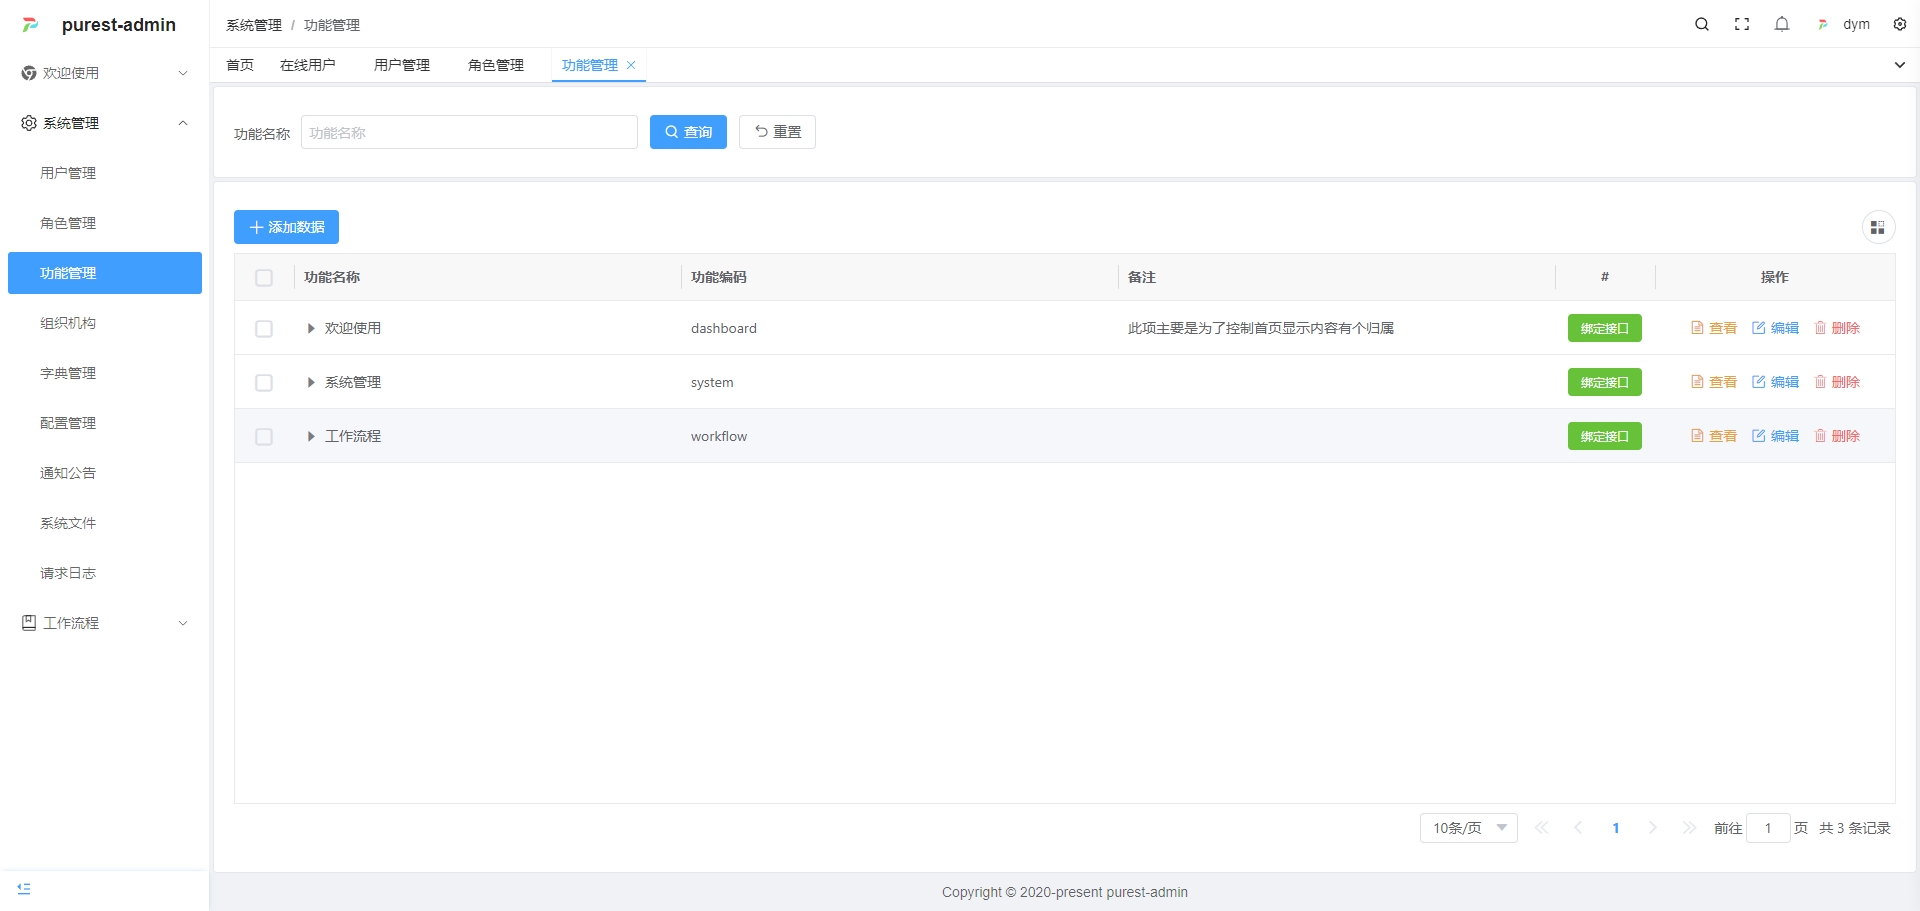 purest-admin
欢迎使用
系统管理
用户管理
角色管理
功能管理
组织机构
字典管理
配置管理
通知公告
系统文件
请求日志
工作流程
系统管理 / 功能管理
dym
首页 在线用户 用户管理 角色管理 功能管理
功能名称 功能名称 查询 重置
添加数据
功能名称 功能编码 备注 # 操作
欢迎使用 dashboard 此项主要是为了控制首页显示内容有个归属 绑定接口 查看 编辑 删除
系统管理 system 绑定接口 查看 编辑 删除
工作流程 workflow 绑定接口 查看 编辑 删除
10条/页 1 前往 1 页 共 3 条记录
Copyright © 2020-present purest-admin